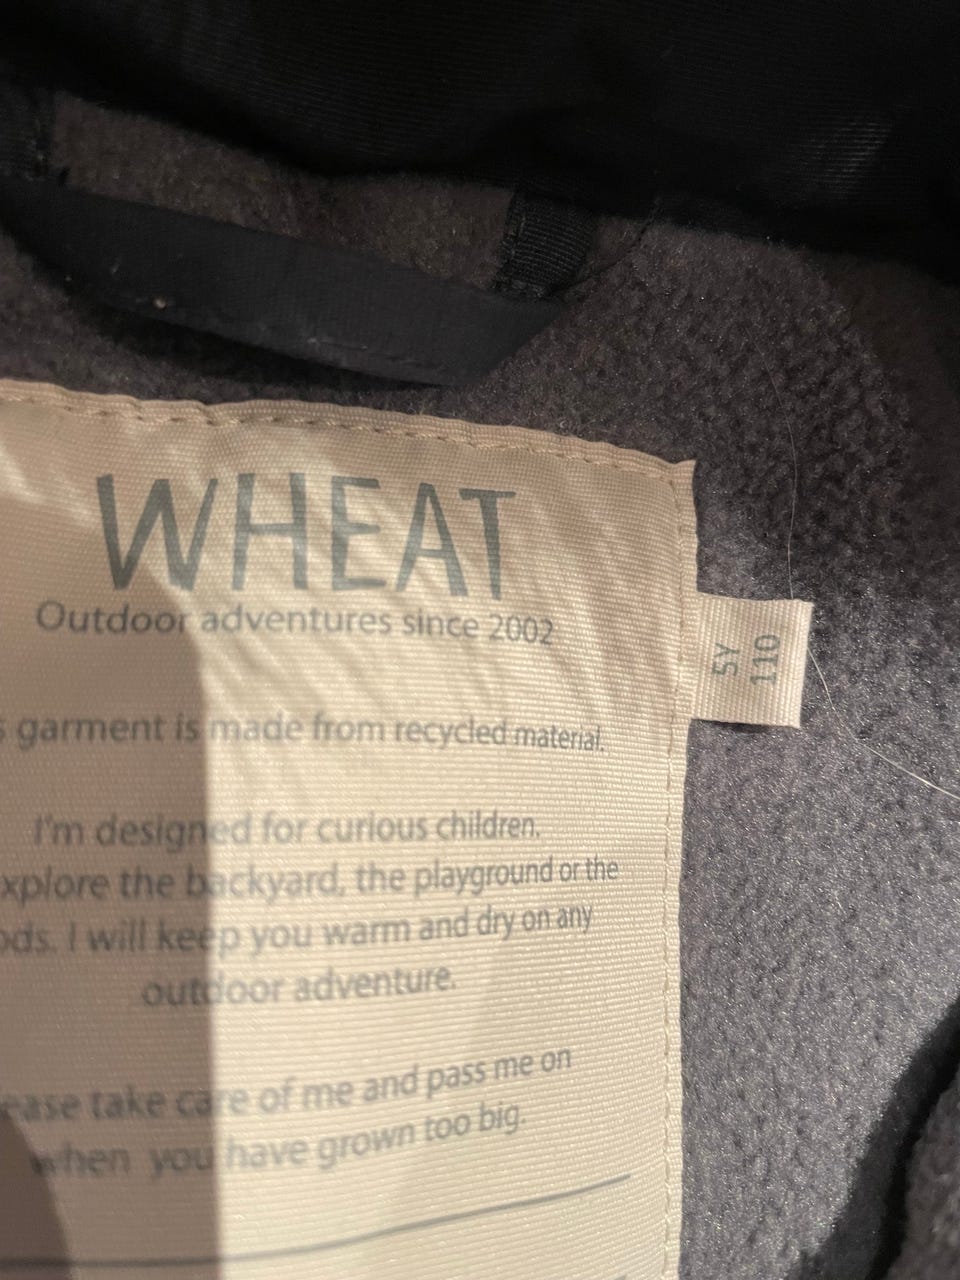 WHEAT
Outdoor adventures since 2002
5Y
110
garment is made from recycled material.
I'm designed for curious children.
xplore the backyard, the playground or the
ods. I will keep you warm and dry on any
outdoor adventure.
ease take care of me and pass me on
when you have grown too big.